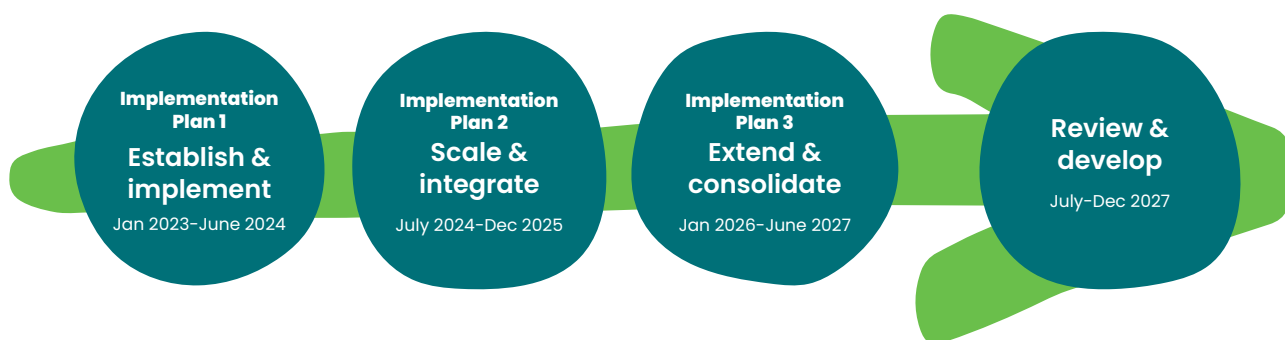 Implementation
Plan 1
Establish &
implement
Jan 2023-June 2024
Implementation
Plan 2
Scale &
integrate
July 2024-Dec 2025
Implementation
Plan 3
Extend &
consolidate
Jan 2026-June 2027
Review &
develop
July-Dec 2027